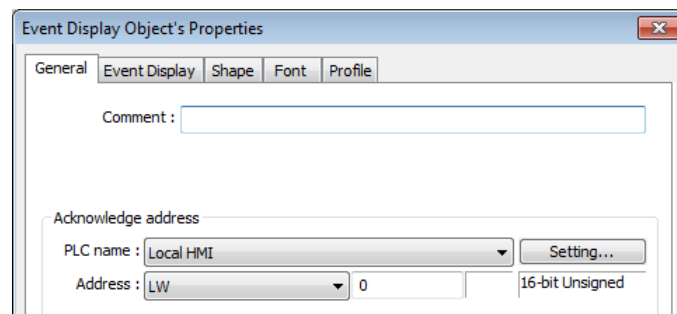 Event Display Object's Properties
General Event Display Shape Font Profile
Comment :
Acknowledge address
PLC name : Local HMI Setting...
Address : LW 0 16-bit Unsigned